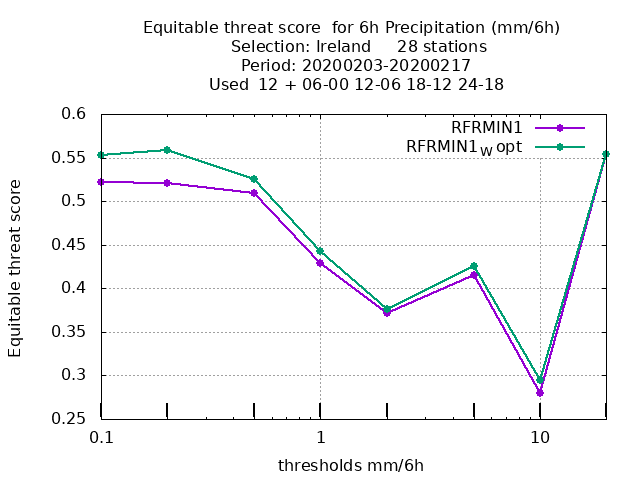 Equitable threat score  for 6h Precipitation (mm/6h)
Selection: Ireland     28 stations
Period: 20200203-20200217
Used  12 + 06-00 12-06 18-12 24-18
RFRMIN1
RFRMIN1W opt
Equitable threat score
0.6
0.55
0.5
0.45
0.4
0.35
0.3
0.25
0.1
1
10
thresholds mm/6h